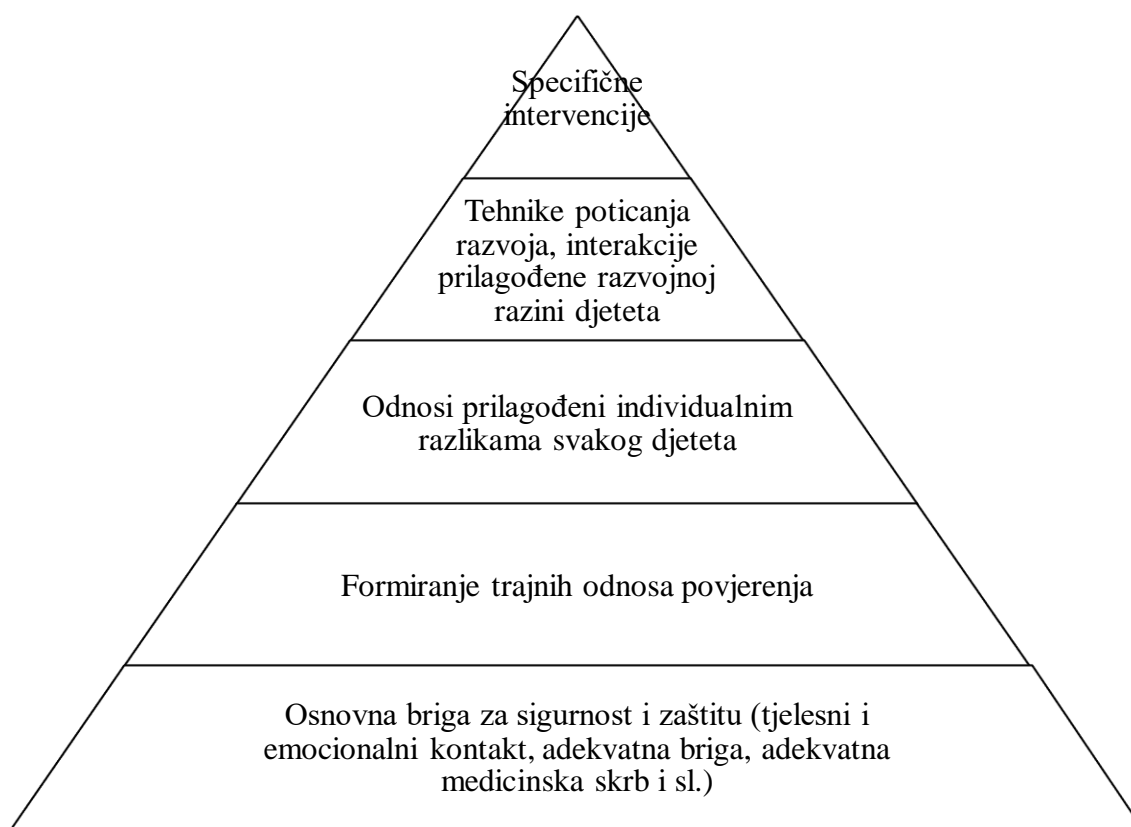 Specifične
intervencije
Tehnike poticanja
razvoja, interakcije
prilagođene razvojnoj
razini djeteta
Odnosi prilagođeni individualnim
razlikama svakog djeteta
Formiranje trajnih odnosa povjerenja
Osnovna briga za sigurnost i zaštitu (tjelesni i
emocionalni kontakt, adekvatna briga, adekvatna
medicinska skrb i sl.)